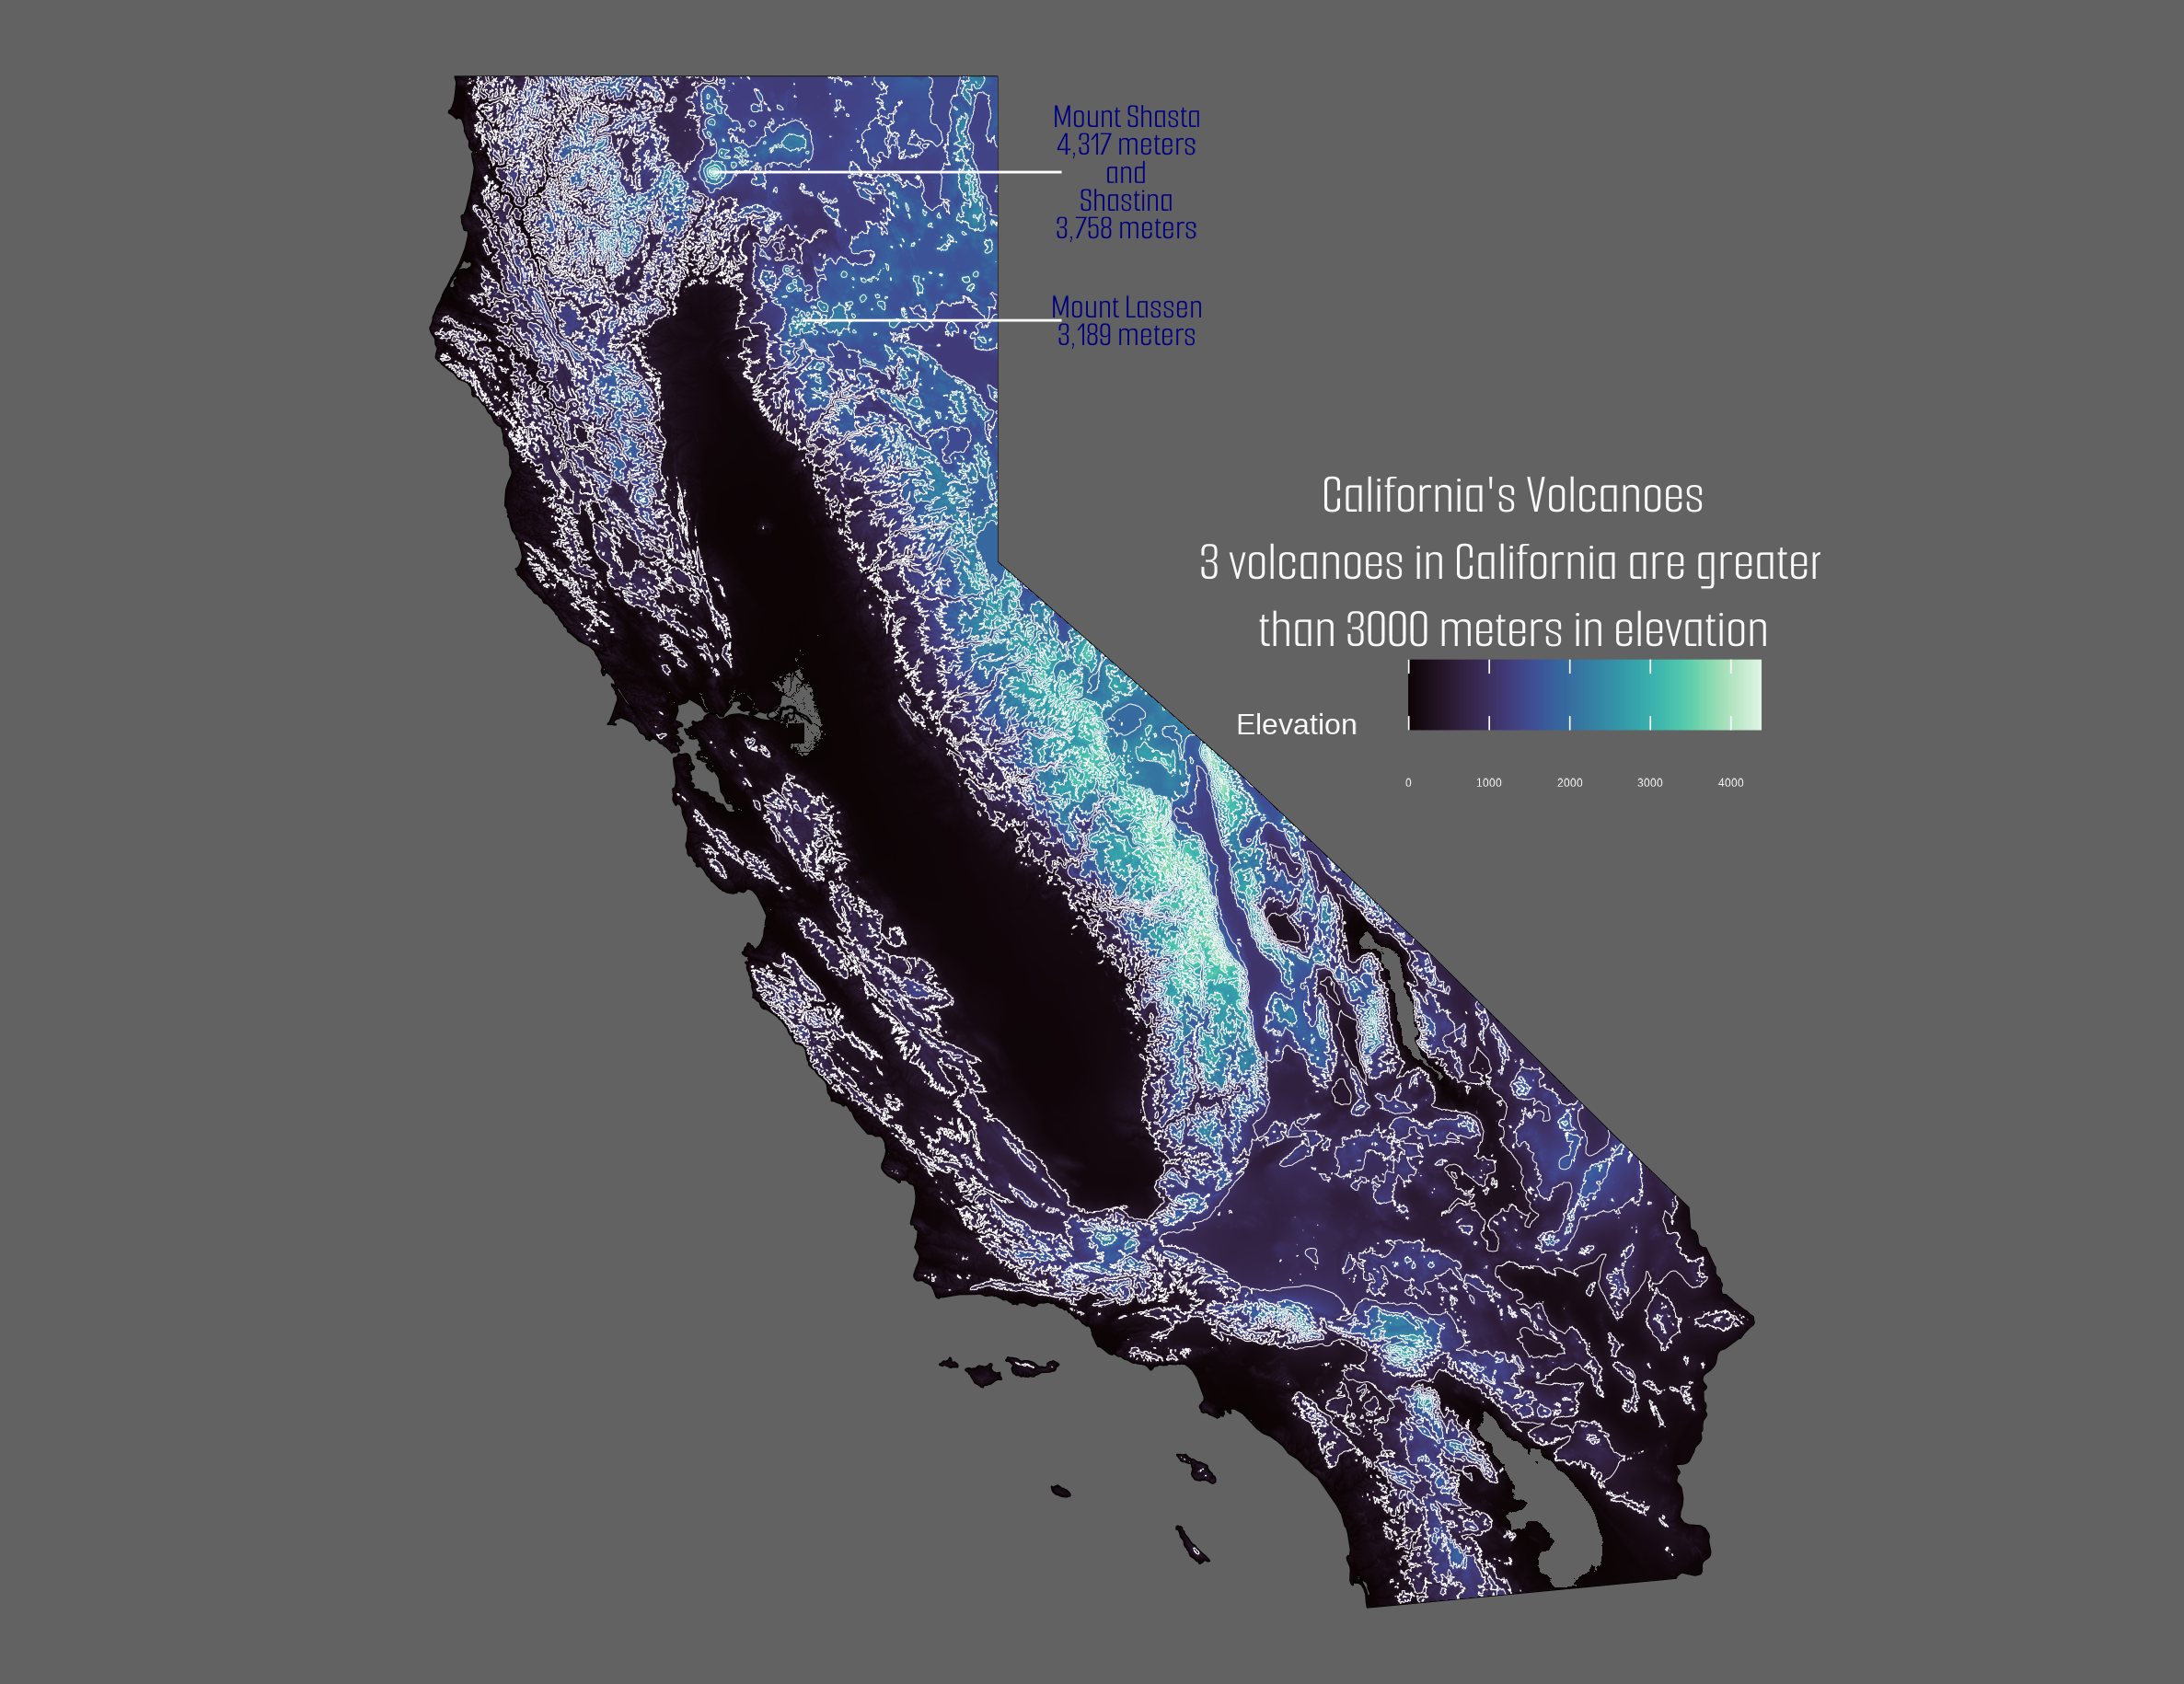 Mount Shasta
4,317 meters
and
Shastina
3,758 meters
Mount Lassen
3,189 meters
California's Volcanoes
3 volcanoes in California are greater
than 3000 meters in elevation
Elevation
0 1000 2000 3000 4000